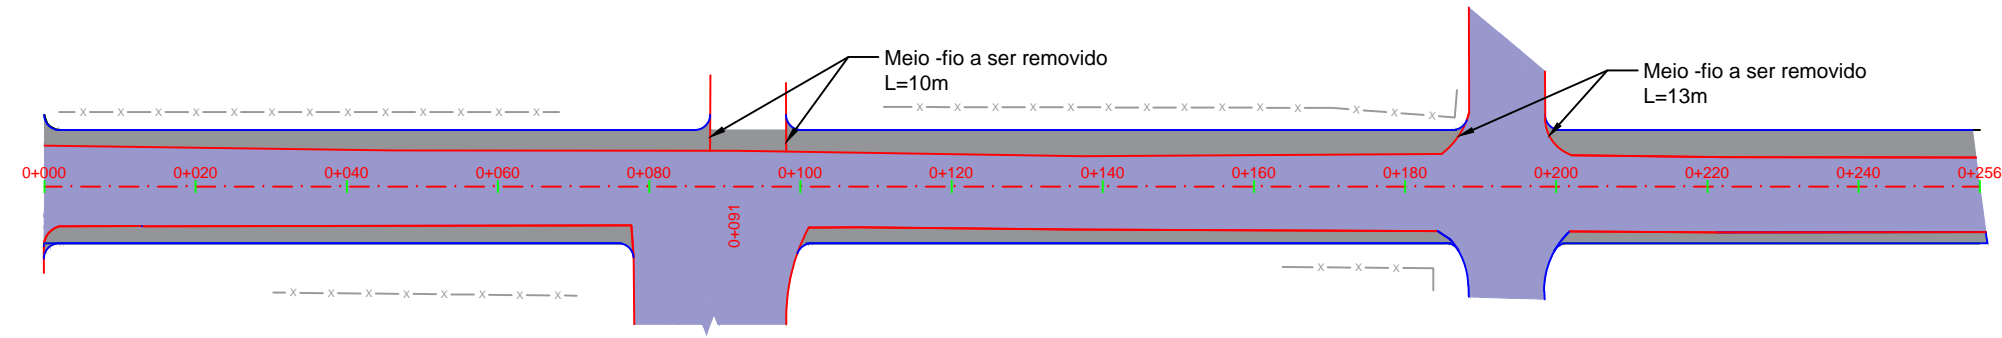 Meio -fio a ser removido
L=10m
Meio -fio a ser removido
L=13m
0+000 0+020 0+040 0+060 0+080 0+100 0+120 0+140 0+160 0+180 0+200 0+220 0+240 0+256
0+091